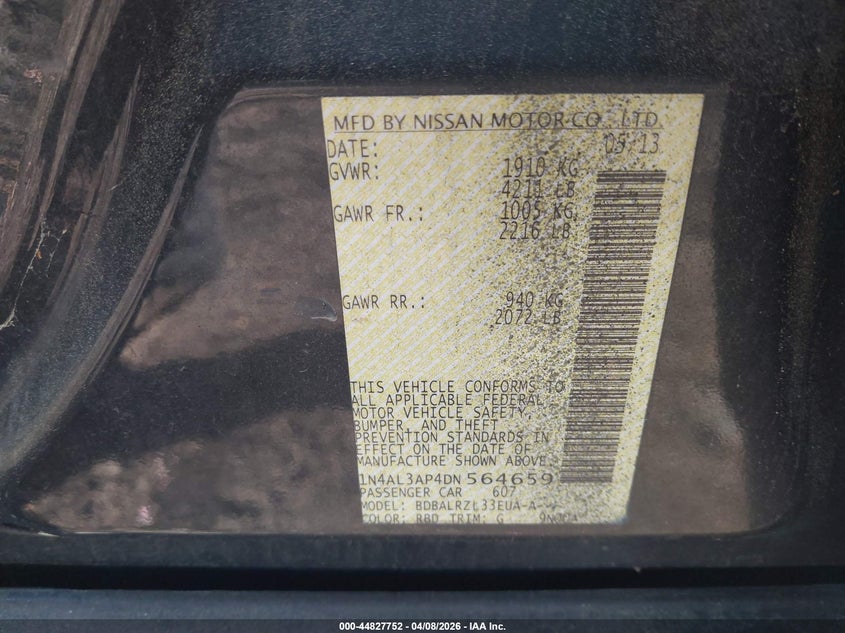 MFD BY NISSAN MOTOR CO., LTD.
DATE: 05/13
GVWR: 1910 KG
4211 LB
GAWR FR.: 1005 KG
2216 LB
GAWR RR.: 940 KG
2072 LB
THIS VEHICLE CONFORMS TO
ALL APPLICABLE FEDERAL
MOTOR VEHICLE SAFETY,
BUMPER, AND THEFT
PREVENTION STANDARDS IN
EFFECT ON THE DATE OF
MANUFACTURE SHOWN ABOVE.
1N4AL3AP4DN 564659
PASSENGER CAR 607
MODEL: BDBALRZL33EUA-A
COLOR: RBD TRIM: G
000-44827752 - 04/08/2026 - IAA Inc.